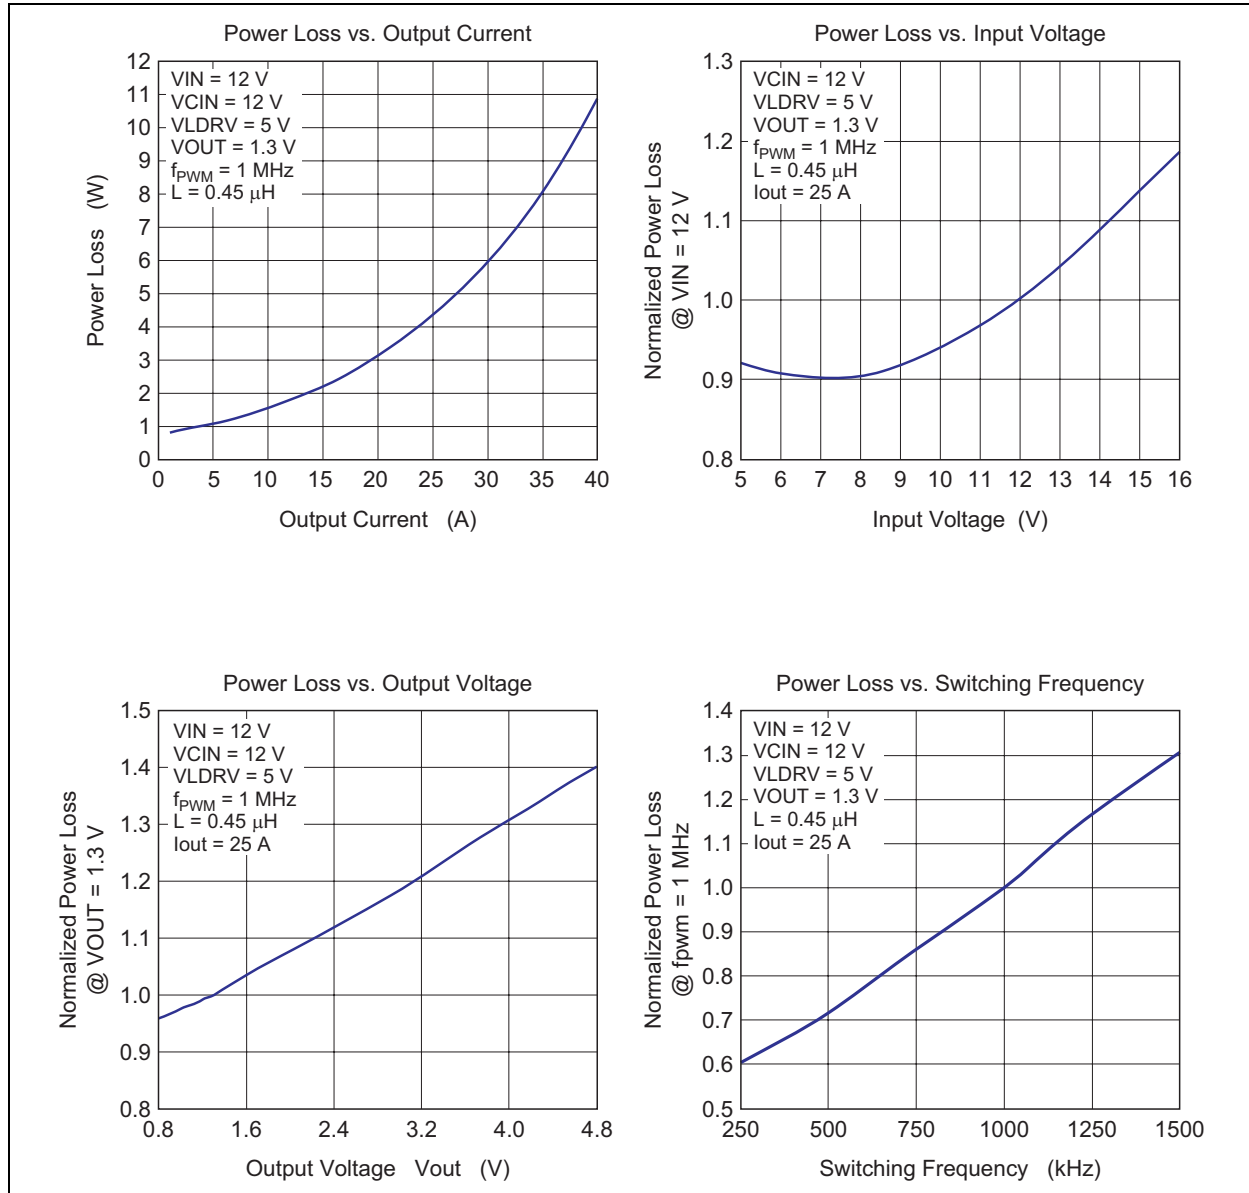 Power Loss vs. Output Current
VIN = 12 V
VCIN = 12 V
VLDRV = 5 V
VOUT = 1.3 V
fPWM = 1 MHz
L = 0.45 μH
Power Loss (W)
12
11
10
9
8
7
6
5
4
3
2
1
0
0 5 10 15 20 25 30 35 40
Output Current (A)
Power Loss vs. Input Voltage
VCIN = 12 V
VLDRV = 5 V
VOUT = 1.3 V
fPWM = 1 MHz
L = 0.45 μH
Iout = 25 A
Normalized Power Loss
@ VIN = 12 V
1.3
1.2
1.1
1.0
0.9
0.8
5 6 7 8 9 10 11 12 13 14 15 16
Input Voltage (V)
Power Loss vs. Output Voltage
VIN = 12 V
VCIN = 12 V
VLDRV = 5 V
fPWM = 1 MHz
L = 0.45 μH
Iout = 25 A
Normalized Power Loss
@ VOUT = 1.3 V
1.5
1.4
1.3
1.2
1.1
1.0
0.9
0.8
0.8 1.6 2.4 3.2 4.0 4.8
Output Voltage Vout (V)
Power Loss vs. Switching Frequency
VIN = 12 V
VCIN = 12 V
VLDRV = 5 V
VOUT = 1.3 V
L = 0.45 μH
Iout = 25 A
Normalized Power Loss
@ fpwm = 1 MHz
1.4
1.3
1.2
1.1
1.0
0.9
0.8
0.7
0.6
0.5
250 500 750 1000 1250 1500
Switching Frequency (kHz)